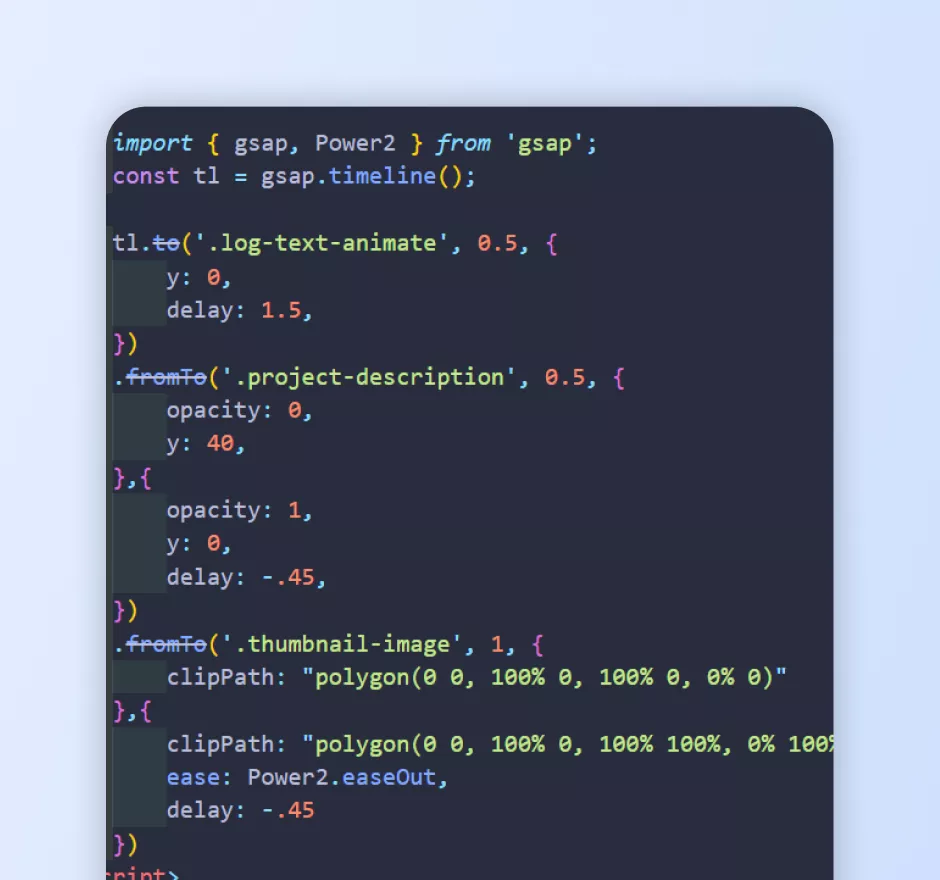 import { gsap, Power2 } from 'gsap';
const tl = gsap.timeline();
tl.to('.log-text-animate', 0.5, {
y: 0,
delay: 1.5,
})
.fromTo('.project-description', 0.5, {
opacity: 0,
y: 40,
},{
opacity: 1,
y: 0,
delay: -.45,
})
.fromTo('.thumbnail-image', 1, {
clipPath: "polygon(0 0, 100% 0, 100% 0, 0% 0)"
},{
clipPath: "polygon(0 0, 100% 0, 100% 100%, 0% 100%
ease: Power2.easeOut,
delay: -.45
})
ript>